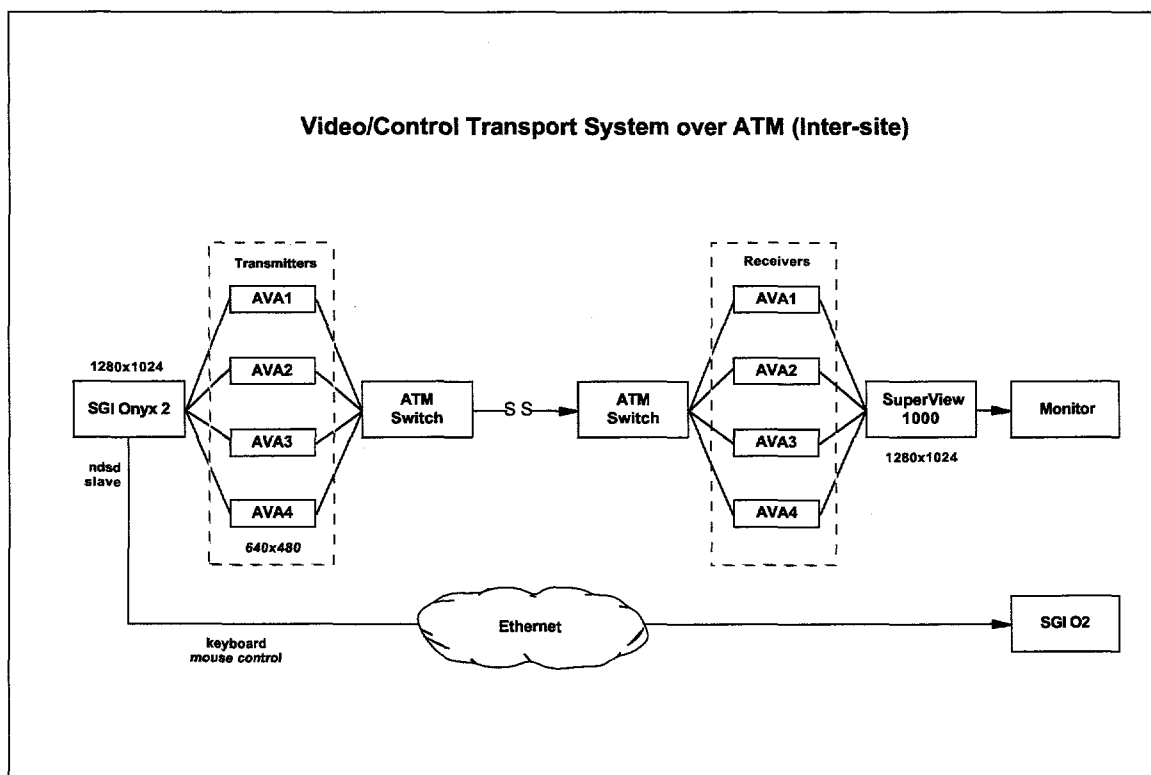 Video/Control Transport System over ATM (Inter-site)
Transmitters
Receivers
AVA1
AVA1
1280x1024
AVA2
AVA2
SGI Onyx 2
ATM
Switch
S S
ATM
Switch
SuperView
1000
Monitor
AVA3
AVA3
1280x1024
ndsd
slave
AVA4
AVA4
640x480
Ethernet
SGI O2
keyboard
mouse control